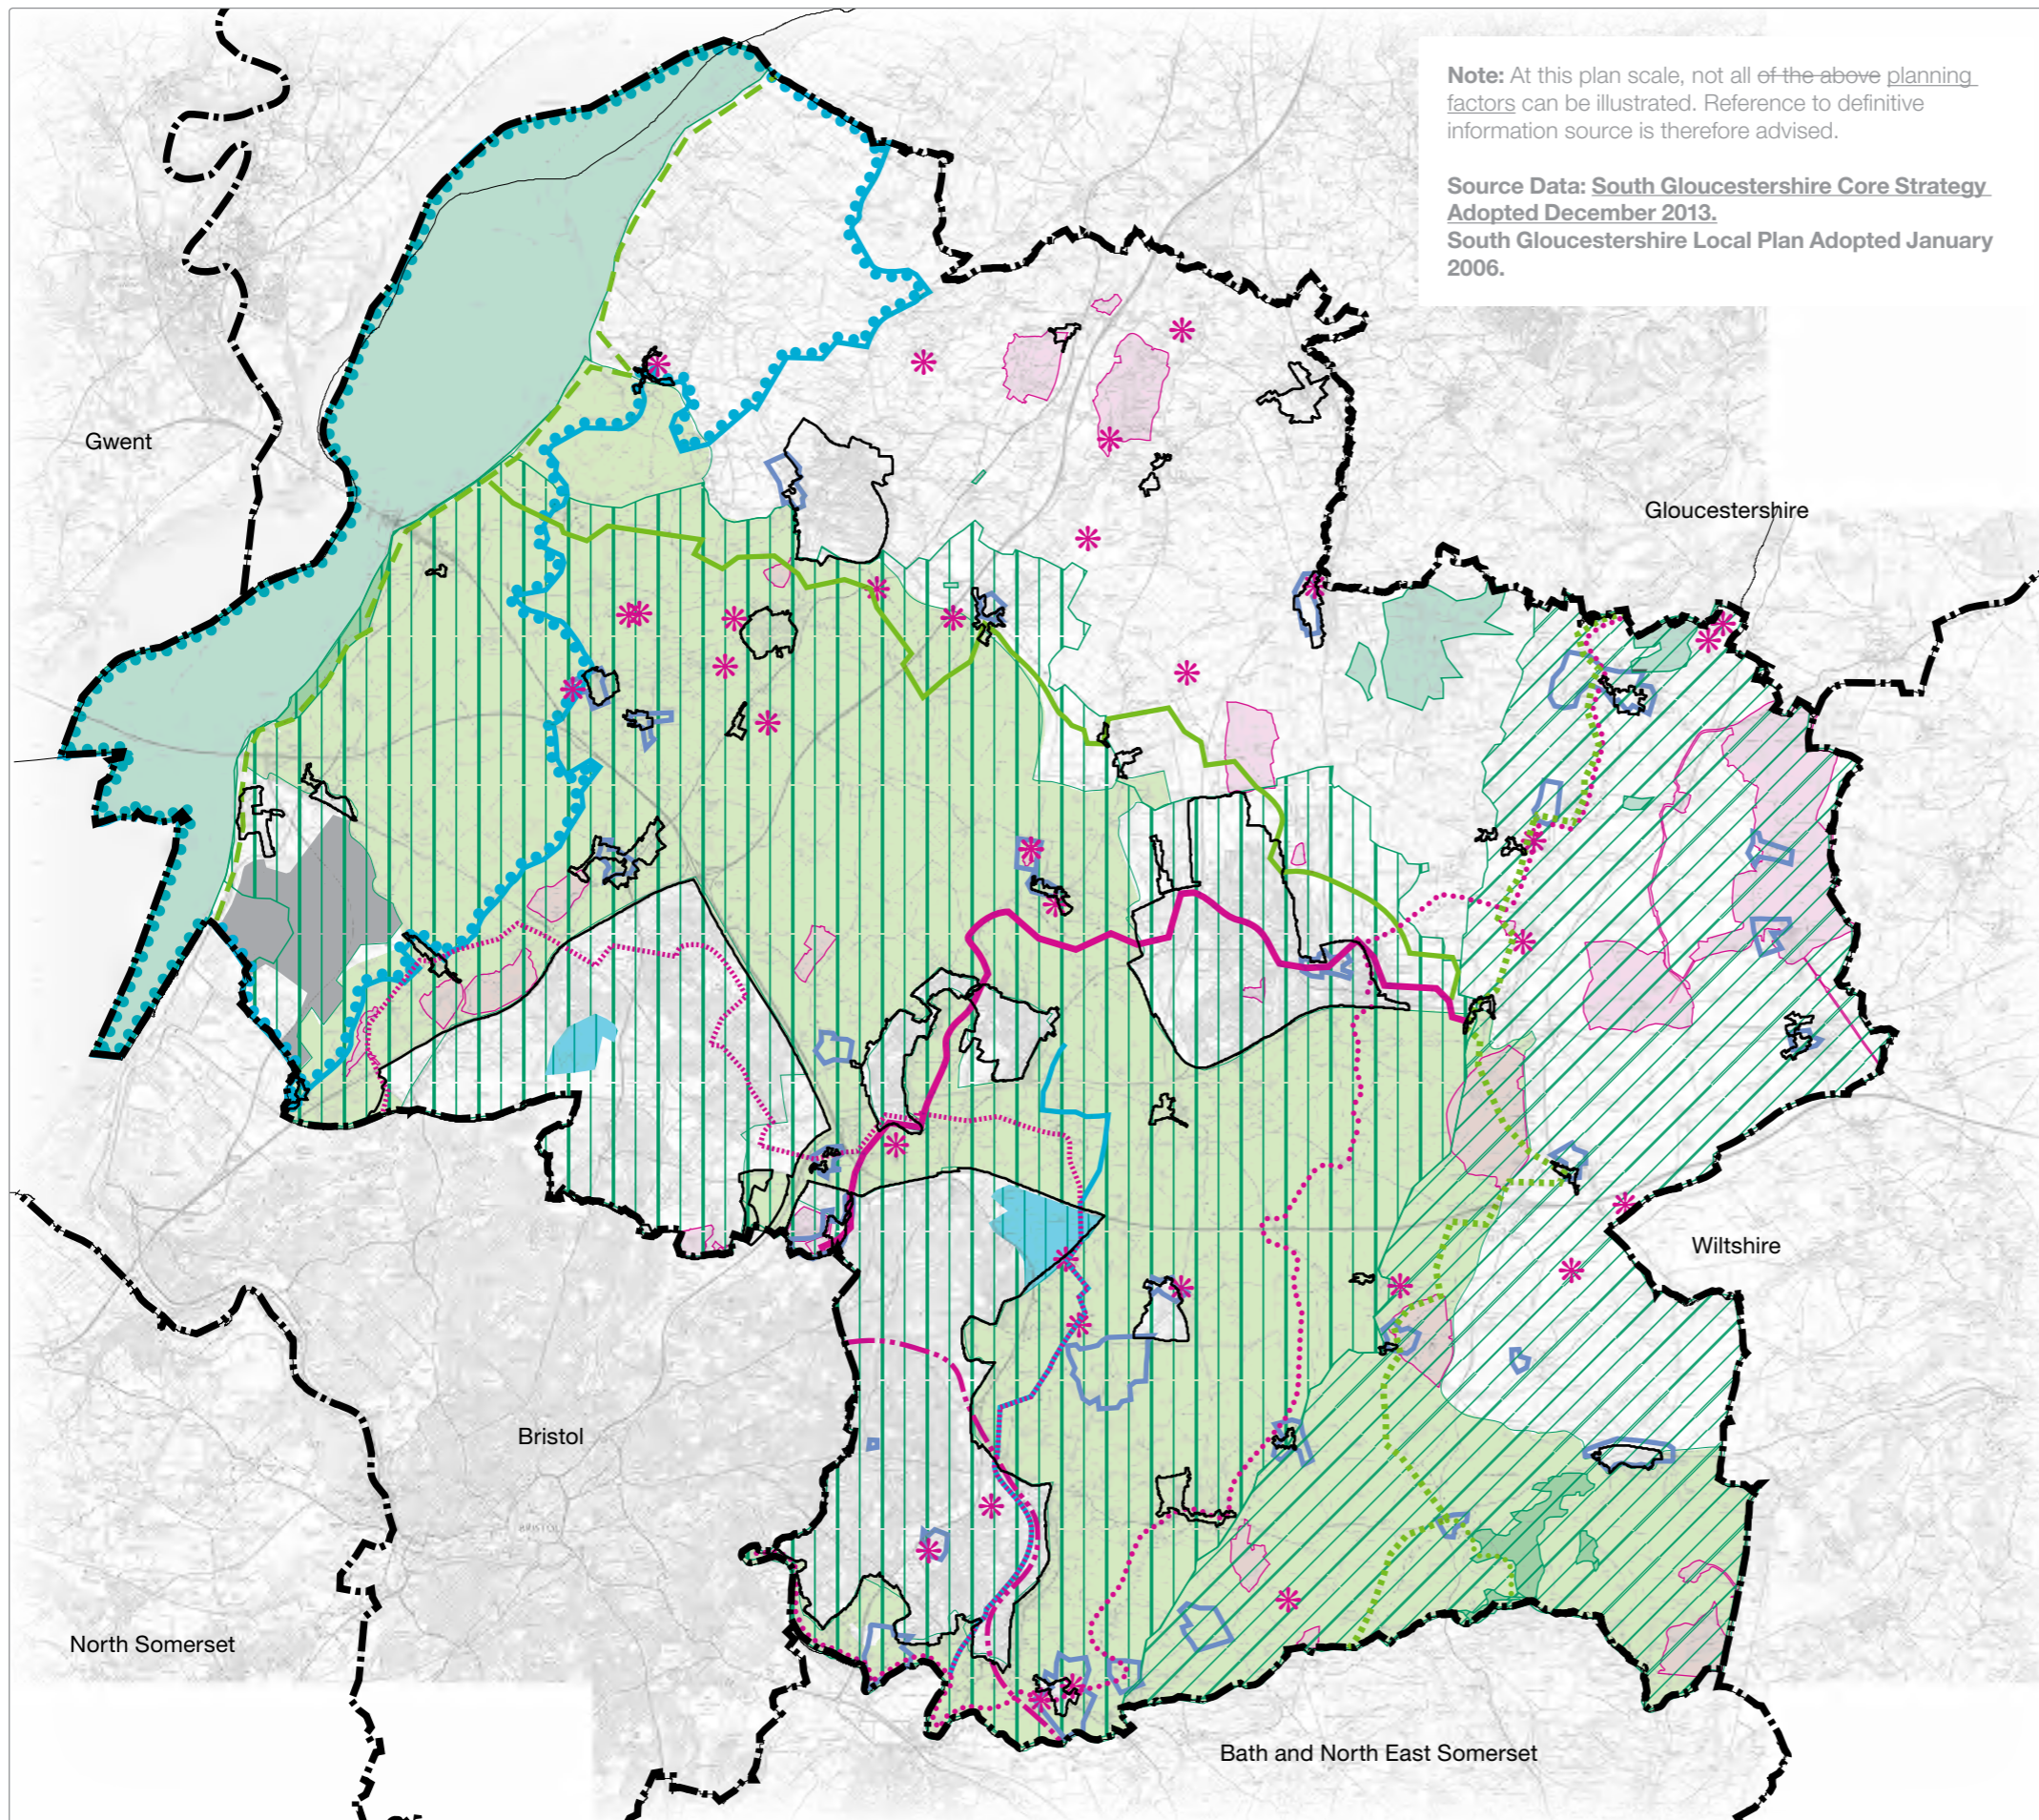 Note: At this plan scale, not all of the above planning
factors can be illustrated. Reference to definitive
information source is therefore advised.
Source Data: South Gloucestershire Core Strategy
Adopted December 2013.
South Gloucestershire Local Plan Adopted January
2006.
Gwent
Gloucestershire
Wiltshire
Bristol
BRISTOL
North Somerset
Bath and North East Somerset